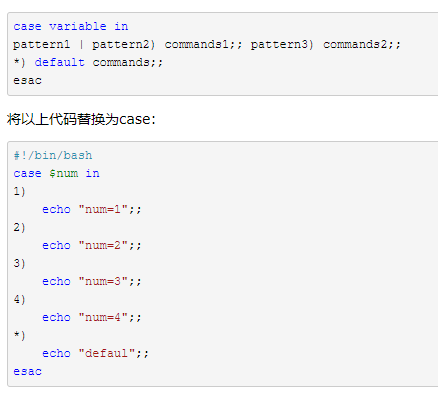 case variable in
pattern1 | pattern2) commands1;; pattern3) commands2;;
*) default commands;;
esac
将以上代码替换为case：
#!/bin/bash
case $num in
1)
    echo "num=1";;
2)
    echo "num=2";;
3)
    echo "num=3";;
4)
    echo "num=4";;
*)
    echo "defaul";;
esac